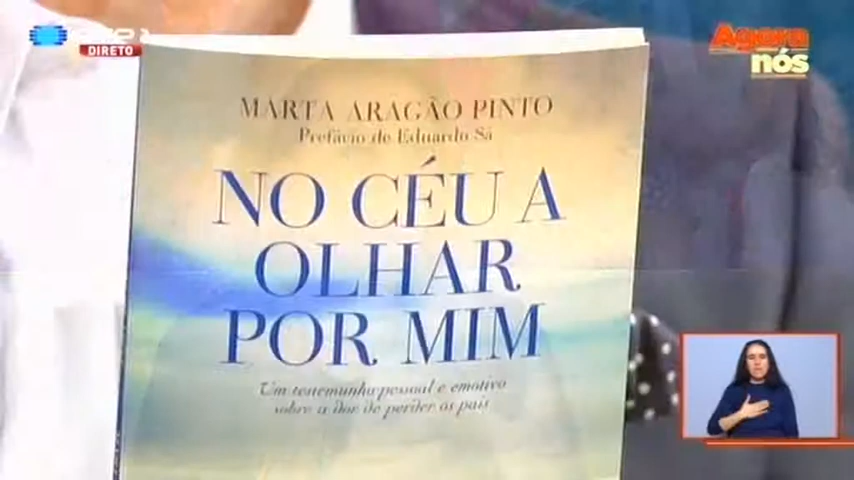 DIRETO
Agora
nós
MARTA ARAGÃO PINTO
Prefácio de Eduardo Sá
NO CÉU A
OLHAR
POR MIM
Um testemunho pessoal e emotivo
sobre a dor de perder os pais